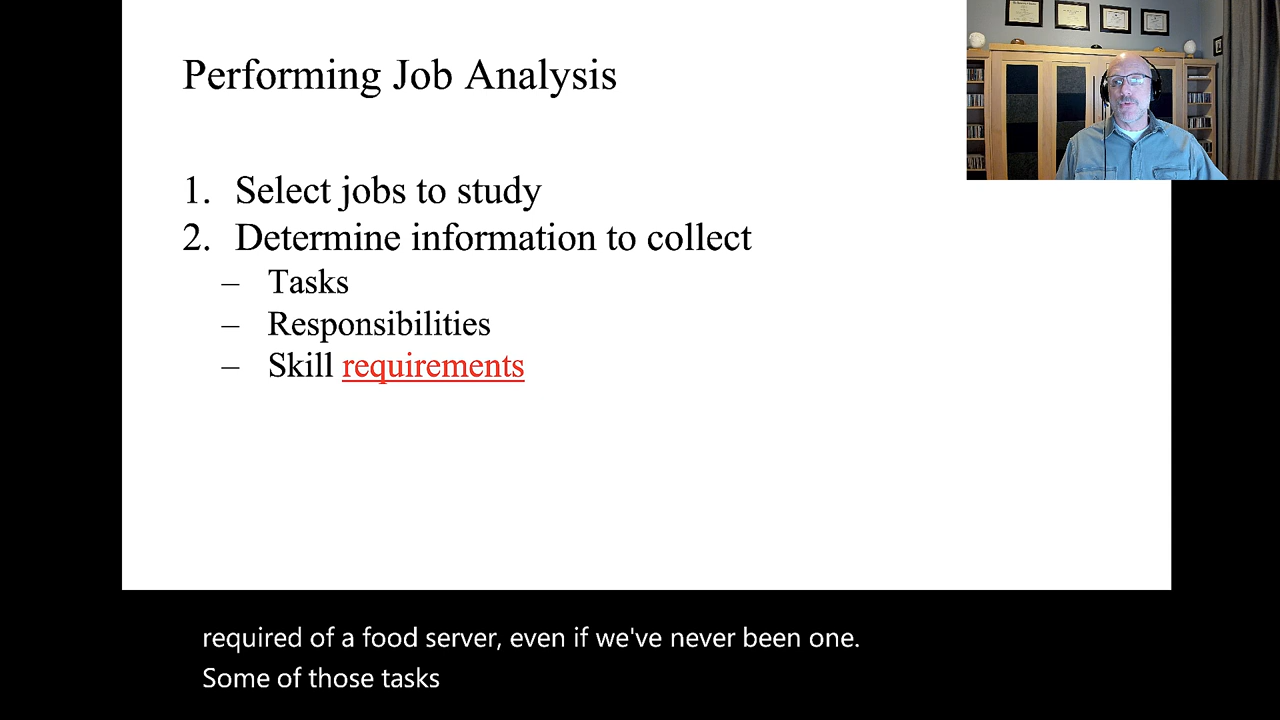 Performing Job Analysis
1. Select jobs to study
2. Determine information to collect
– Tasks
– Responsibilities
– Skill requirements
required of a food server, even if we've never been one.
Some of those tasks